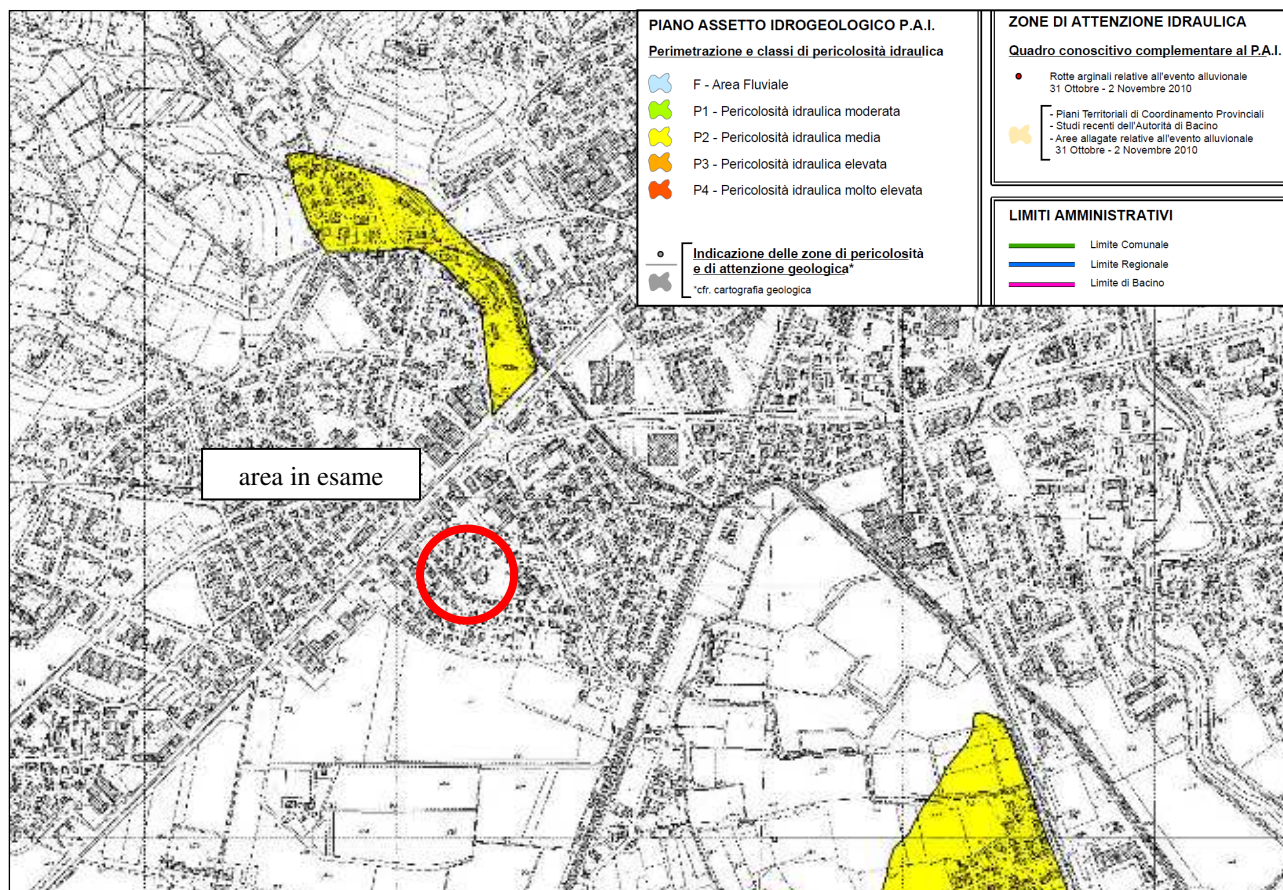 PIANO ASSETTO IDROGEOLOGICO P.A.I.
Perimetrazione e classi di pericolosità idraulica
F - Area Fluviale
P1 - Pericolosità idraulica moderata
P2 - Pericolosità idraulica media
P3 - Pericolosità idraulica elevata
P4 - Pericolosità idraulica molto elevata
Indicazione delle zone di pericolosità
e di attenzione geologica*
*cfr. cartografia geologica
ZONE DI ATTENZIONE IDRAULICA
Quadro conoscitivo complementare al P.A.I.
Rotte arginali relative all'evento alluvionale
31 Ottobre - 2 Novembre 2010
- Piani Territoriali di Coordinamento Provinciali
- Studi recenti dell'Autorità di Bacino
- Aree allagate relative all'evento alluvionale
31 Ottobre - 2 Novembre 2010
LIMITI AMMINISTRATIVI
Limite Comunale
Limite Regionale
Limite di Bacino
area in esame